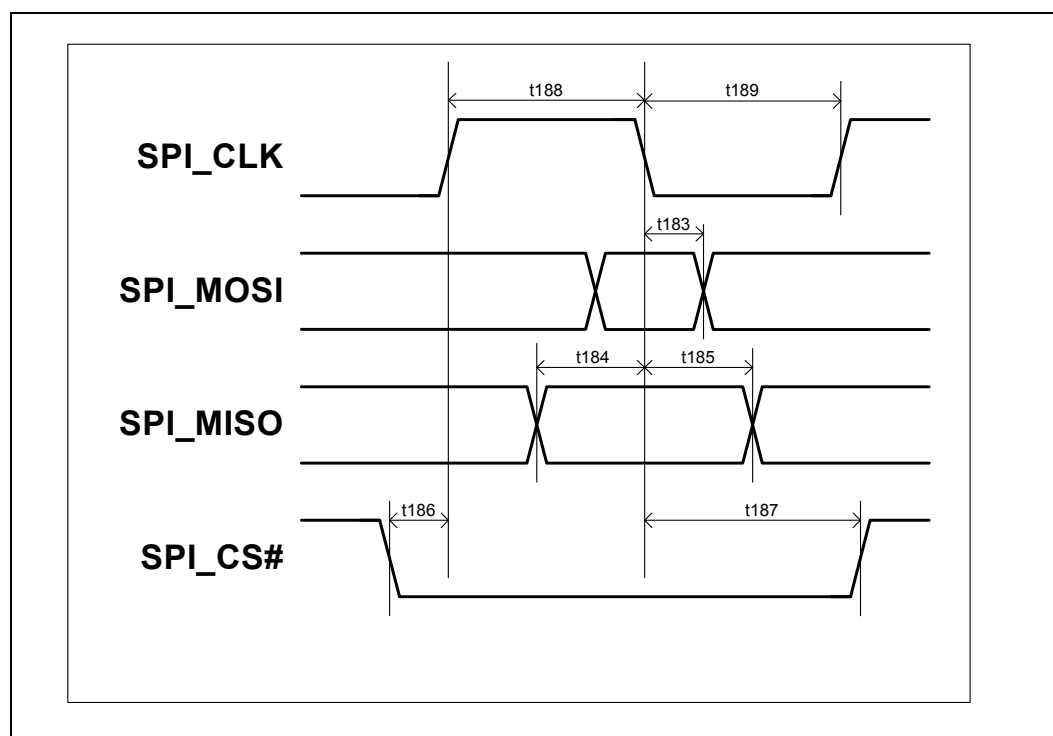 t188
t189
SPI_CLK
t183
SPI_MOSI
t184
t185
SPI_MISO
t186
t187
SPI_CS#